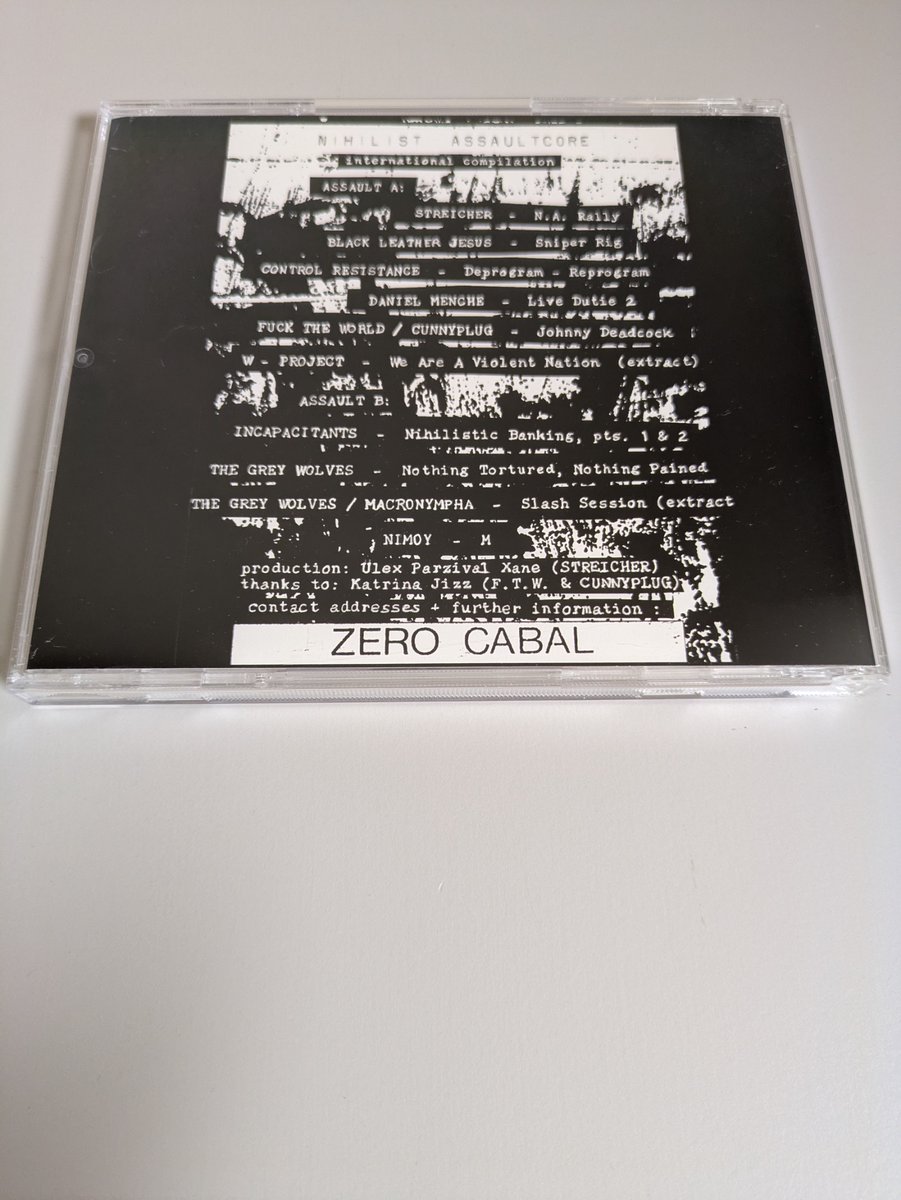 NIHILIST ASSAULTCORE
international compilation
ASSAULT A:
STREICHER - N.A. Rally
BLACK LEATHER JESUS - Sniper Rig
CONTROL RESISTANCE - Deprogram - Reprogram
DANIEL MENCHE - Live Dutie 2
FUCK THE WORLD / CUNNYPLUG - Johnny Deadcock
W - PROJECT - We Are A Violent Nation (extract)
ASSAULT B:
INCAPACITANTS - Nihilistic Banking, pts. 1 & 2
THE GREY WOLVES - Nothing Tortured, Nothing Pained
THE GREY WOLVES / MACRONYMPHA - Slash Session (extract
NIMOY - M
production: Ulex Parzival Xane (STREICHER)
thanks to: Katrina Jizz (F.T.W. & CUNNYPLUG)
contact addresses + further information :
ZERO CABAL